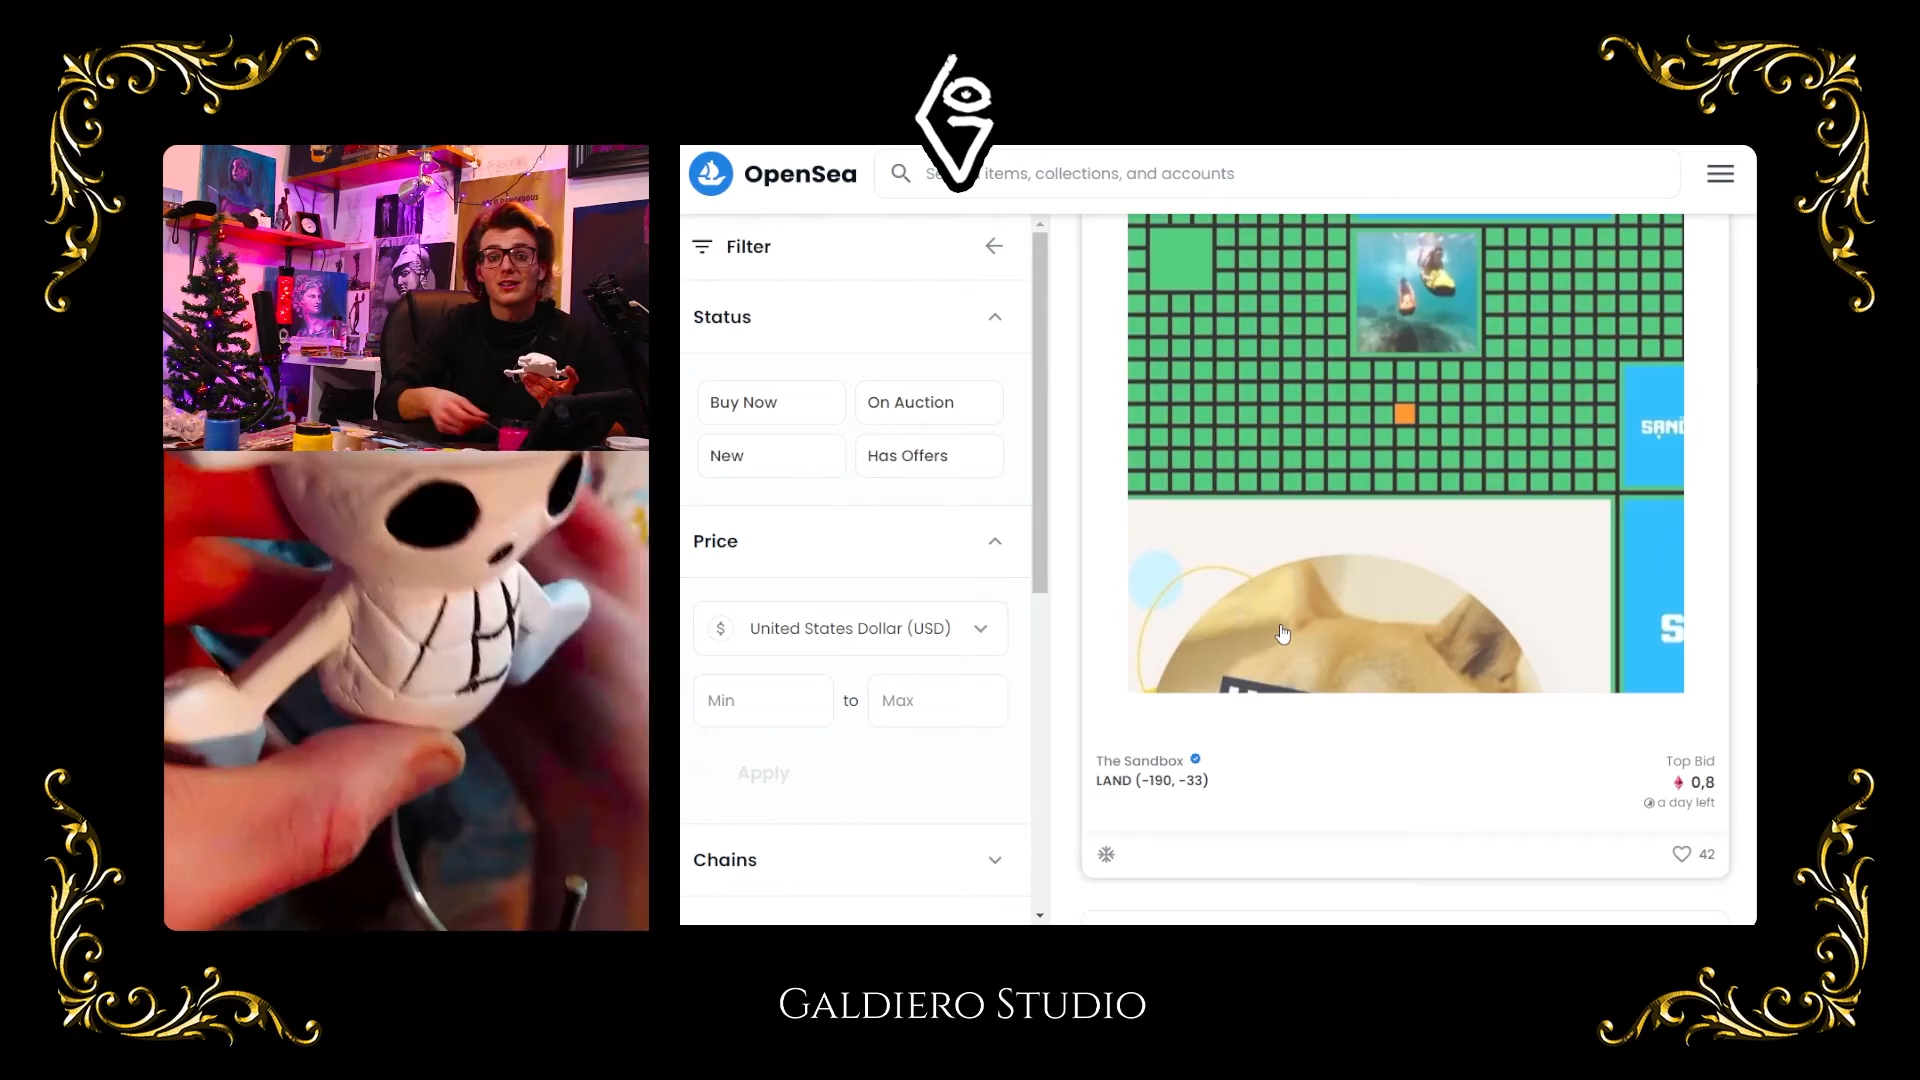 OpenSea
items, collections, and accounts
Filter
Status
Buy Now
On Auction
New
Has Offers
Price
$ United States Dollar (USD)
Min to Max
Apply
Chains
The Sandbox
LAND (-190, -33)
Top Bid
0,8
a day left
42
GALDIERO STUDIO